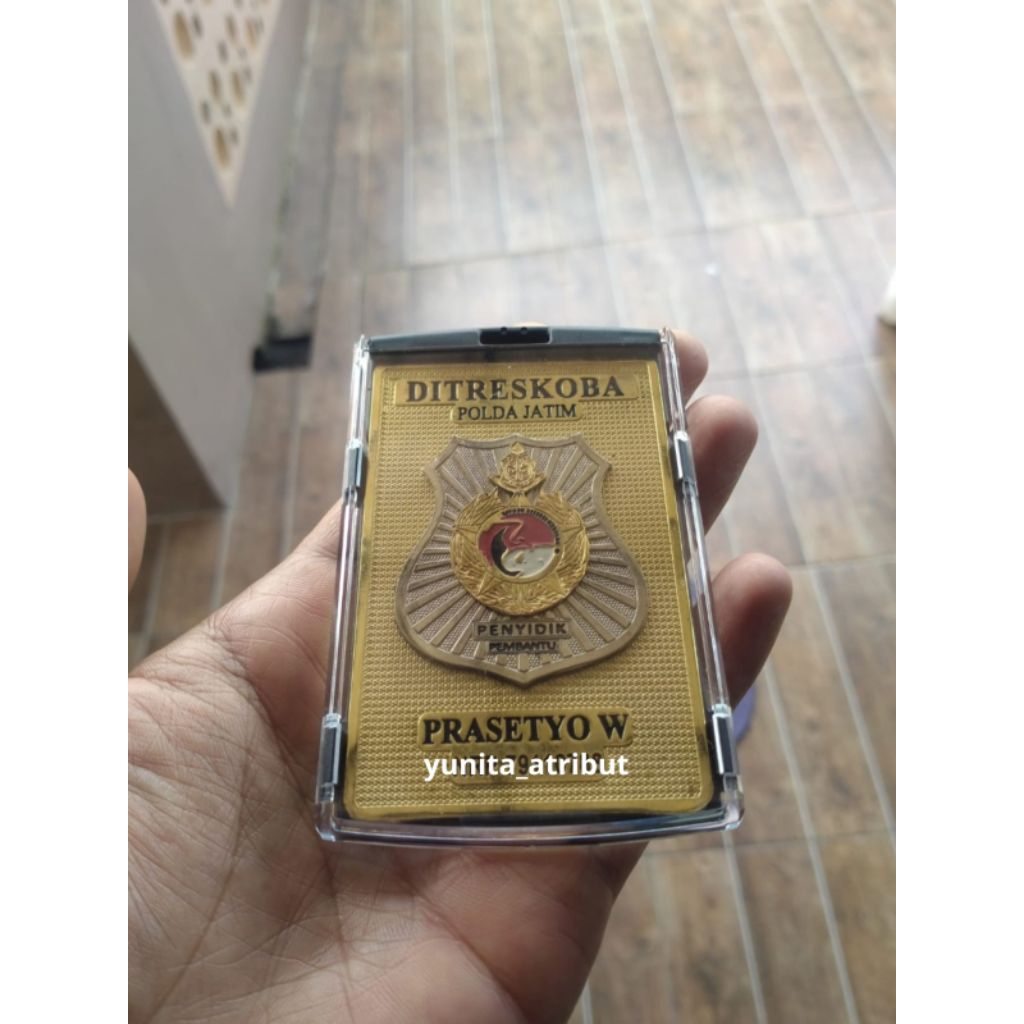 DITRESKOBA
POLDA JATIM
PENYIDIK
PEMBANTU
PRASETYO W
yunita_atribut